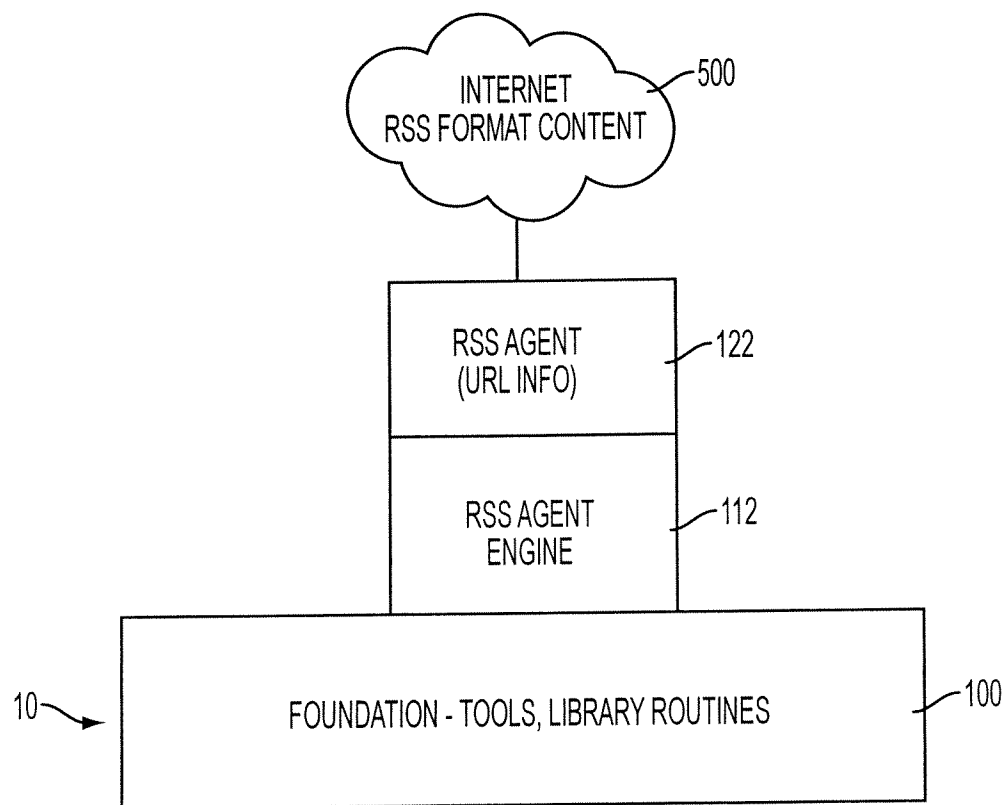 INTERNET
RSS FORMAT CONTENT
500
RSS AGENT
(URL INFO)
122
RSS AGENT
ENGINE
112
10
FOUNDATION - TOOLS, LIBRARY ROUTINES
100